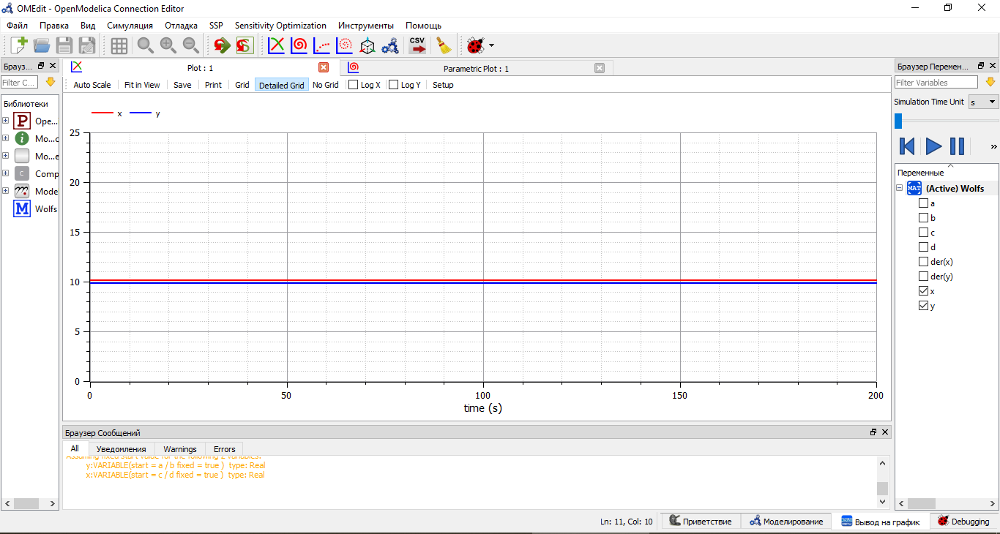 OMEdit - OpenModelica Connection Editor
Файл Правка Вид Симуляция Отладка SSP Sensitivity Optimization Инструменты Помощь
CSV
Брауз...
Plot : 1
Parametric Plot : 1
Браузер Перемен...
Filter C...
Auto Scale Fit in View Save Print Grid Detailed Grid No Grid Log X Log Y Setup
Filter Variables
Библиотеки
Simulation Time Unit s
P Ope...
i Mo...c
Mo...e
C Comp
Mode
M Wolfs
x y
25
20
15
10
5
0
0 50 100 150 200
time (s)
»
Переменные
MAT (Active) Wolfs
a
b
c
d
der(x)
der(y)
x
y
Браузер Сообщений
All Уведомления Warnings Errors
Assuming fixed start value for the following 2 variables:
y:VARIABLE(start = a / b fixed = true ) type: Real
x:VARIABLE(start = c / d fixed = true ) type: Real
Ln: 11, Col: 10 Приветствие Моделирование Вывод на график Debugging